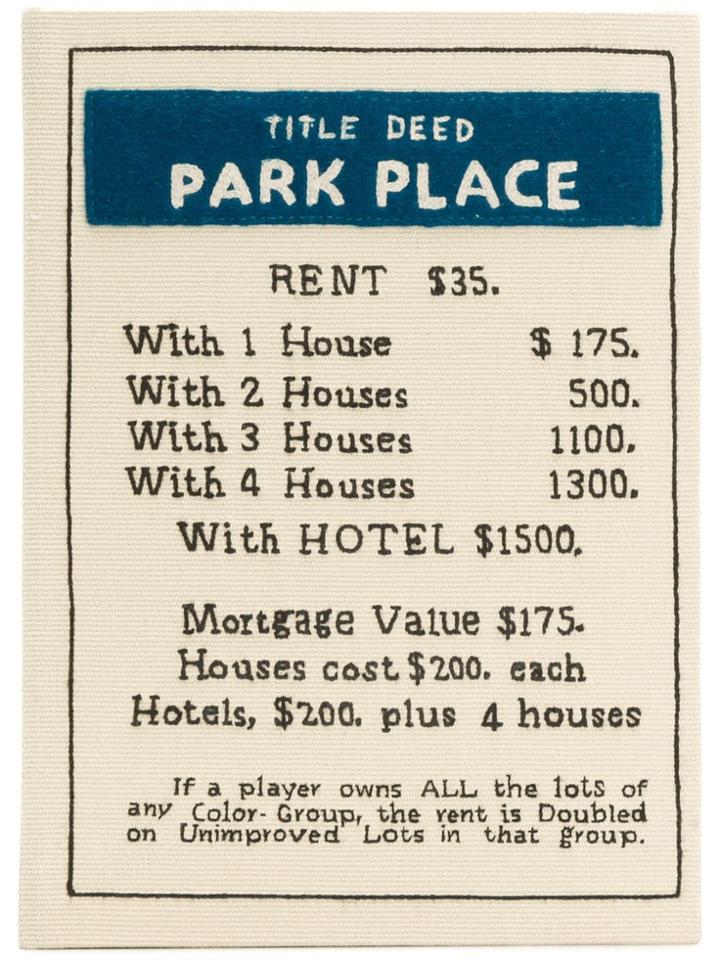 TITLE DEED
PARK PLACE
RENT $35.
With 1 House $ 175.
With 2 Houses 500.
With 3 Houses 1100.
With 4 Houses 1300.
With HOTEL $1500.
Mortgage Value $175.
Houses cost $200. each
Hotels, $200. plus 4 houses
If a player owns ALL the lots of
any Color-Group, the rent is Doubled
on Unimproved Lots in that group.